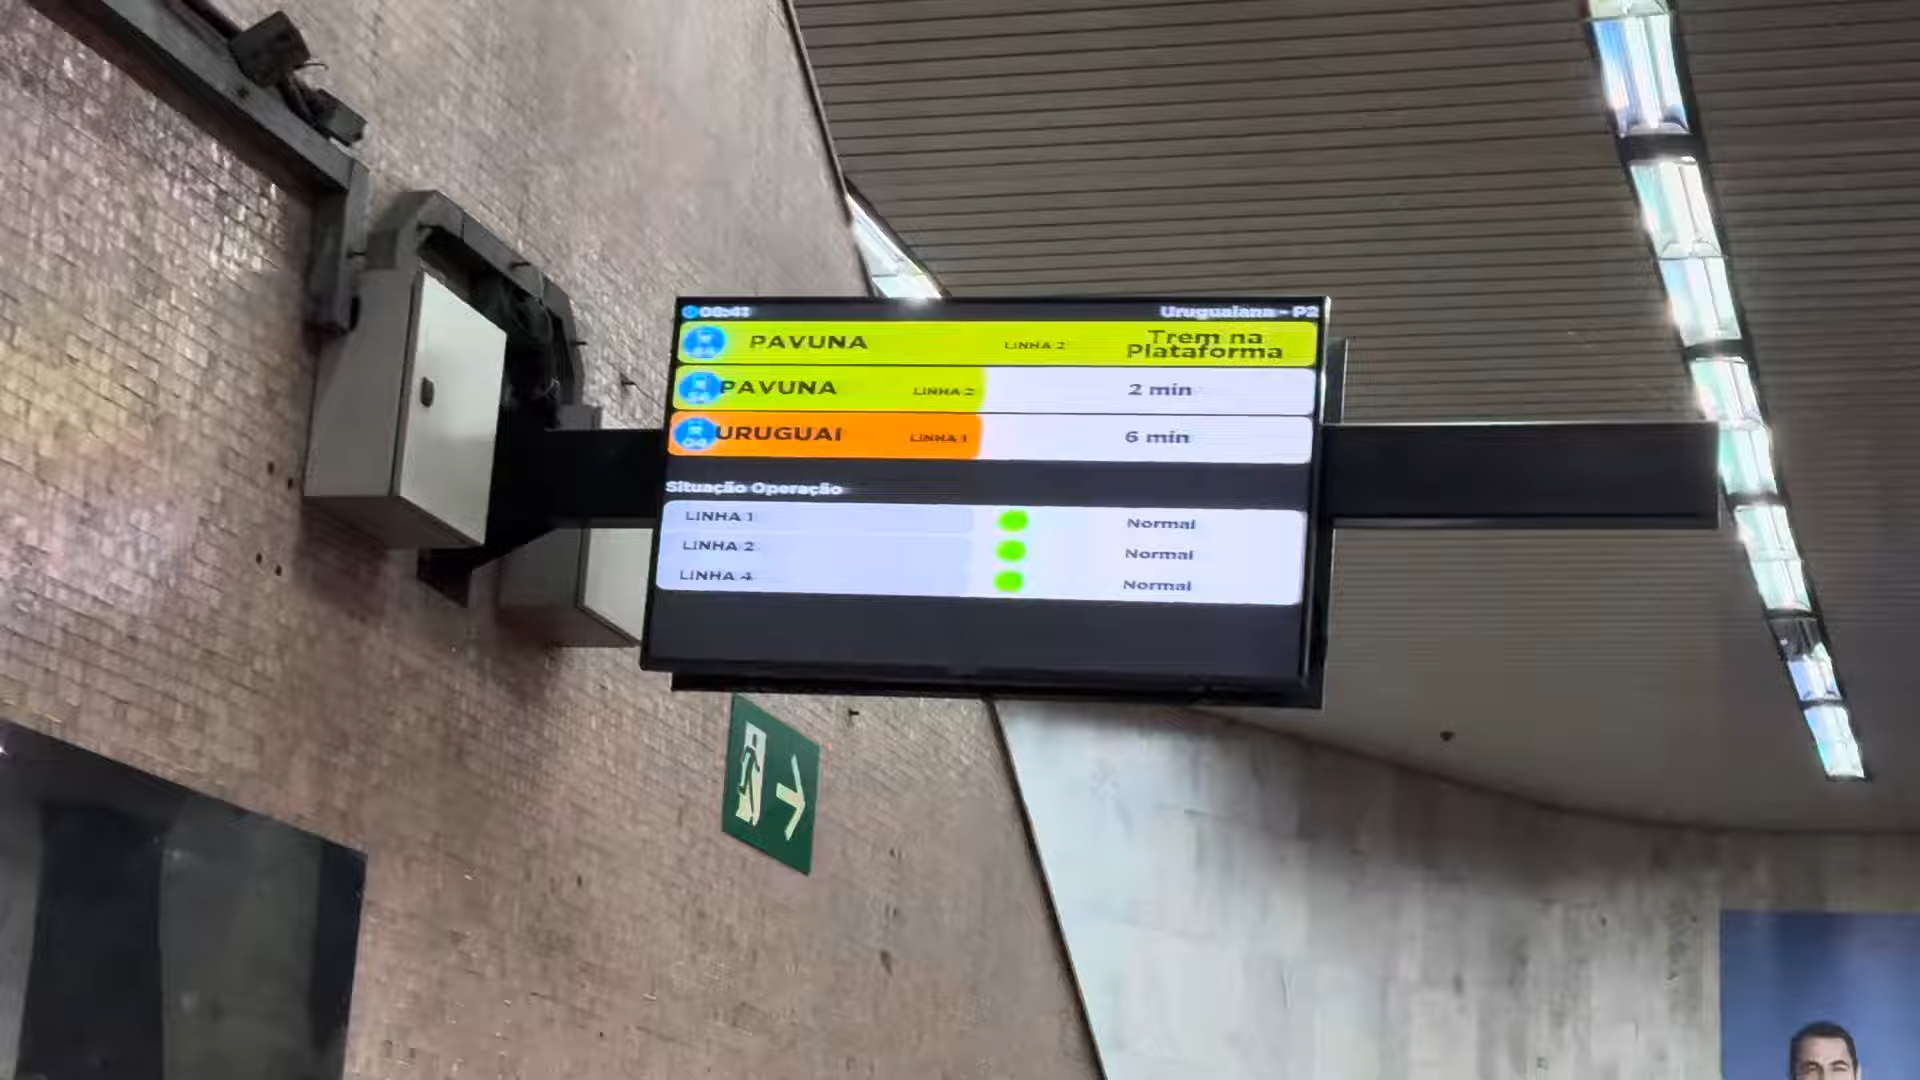 08:41
Uruguaiana - P2
PAVUNA LINHA 2 Trem na
Plataforma
PAVUNA LINHA 2 2 min
URUGUAI LINHA 1 6 min
Situação Operação
LINHA 1 Normal
LINHA 2 Normal
LINHA 4 Normal